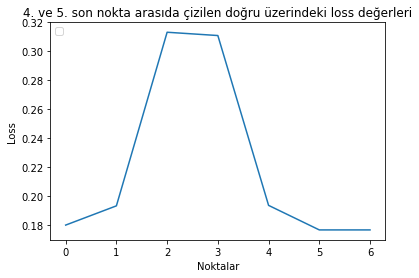 4. ve 5. son nokta arasıda çizilen doğru üzerindeki loss değerleri
0.32
0.30
0.28
0.26
0.24
0.22
0.20
0.18
Loss
0 1 2 3 4 5 6
Noktalar